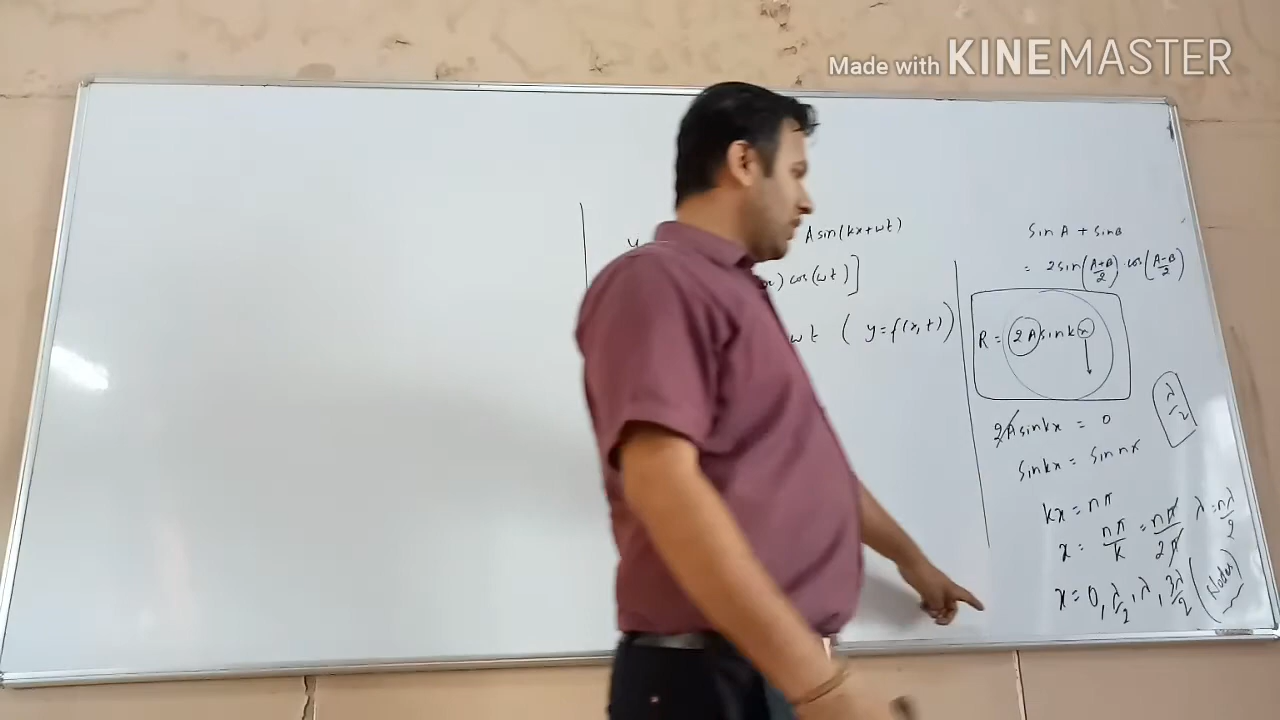 Made with KINEMASTER
A sin(kx+ωt)
) cos(ωt)]
ωt ( y=f(x,t)
Sin A + Sin B
= 2 Sin(A+B/2) · cos(A-B/2)
R = 2A sin kx
2A sin kx = 0
λ/2
Sin kx = Sin nπ
kx = nπ
x = nπ/k = nπ/2π λ = nλ/2
x = 0, λ/2, λ, 3λ/2 (Nodes)